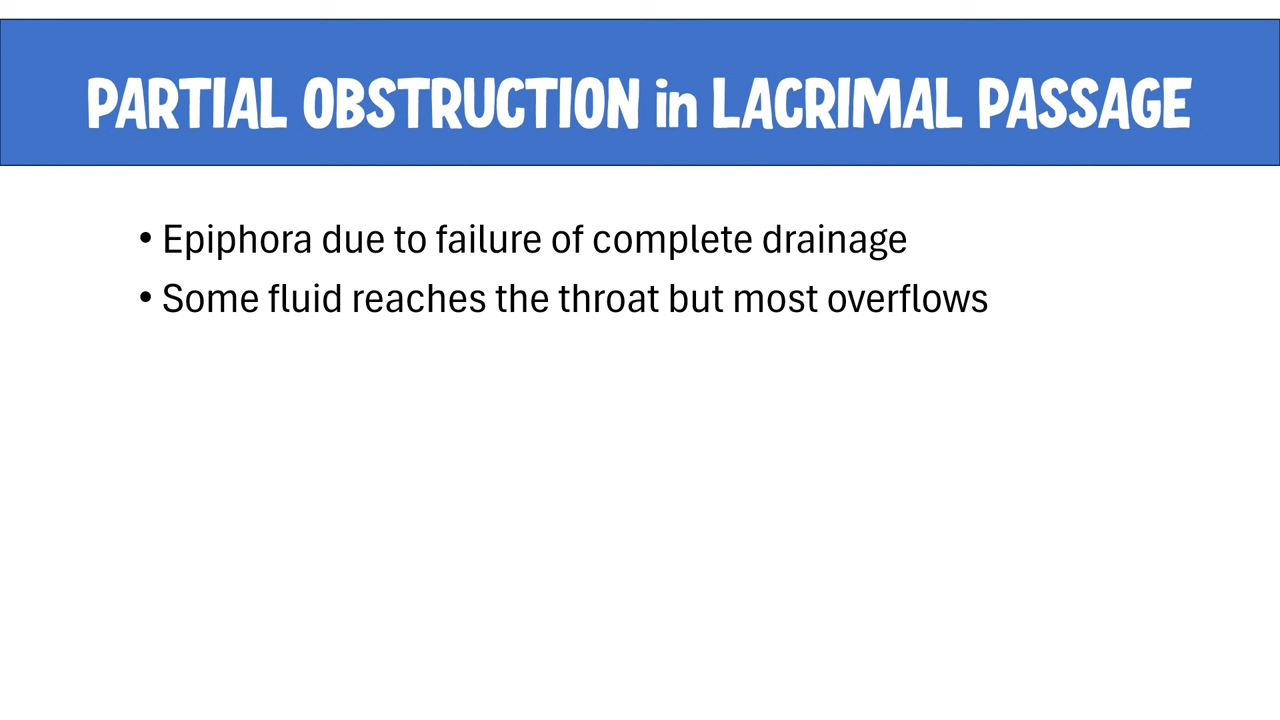 PARTIAL OBSTRUCTION in LACRIMAL PASSAGE
• Epiphora due to failure of complete drainage
• Some fluid reaches the throat but most overflows